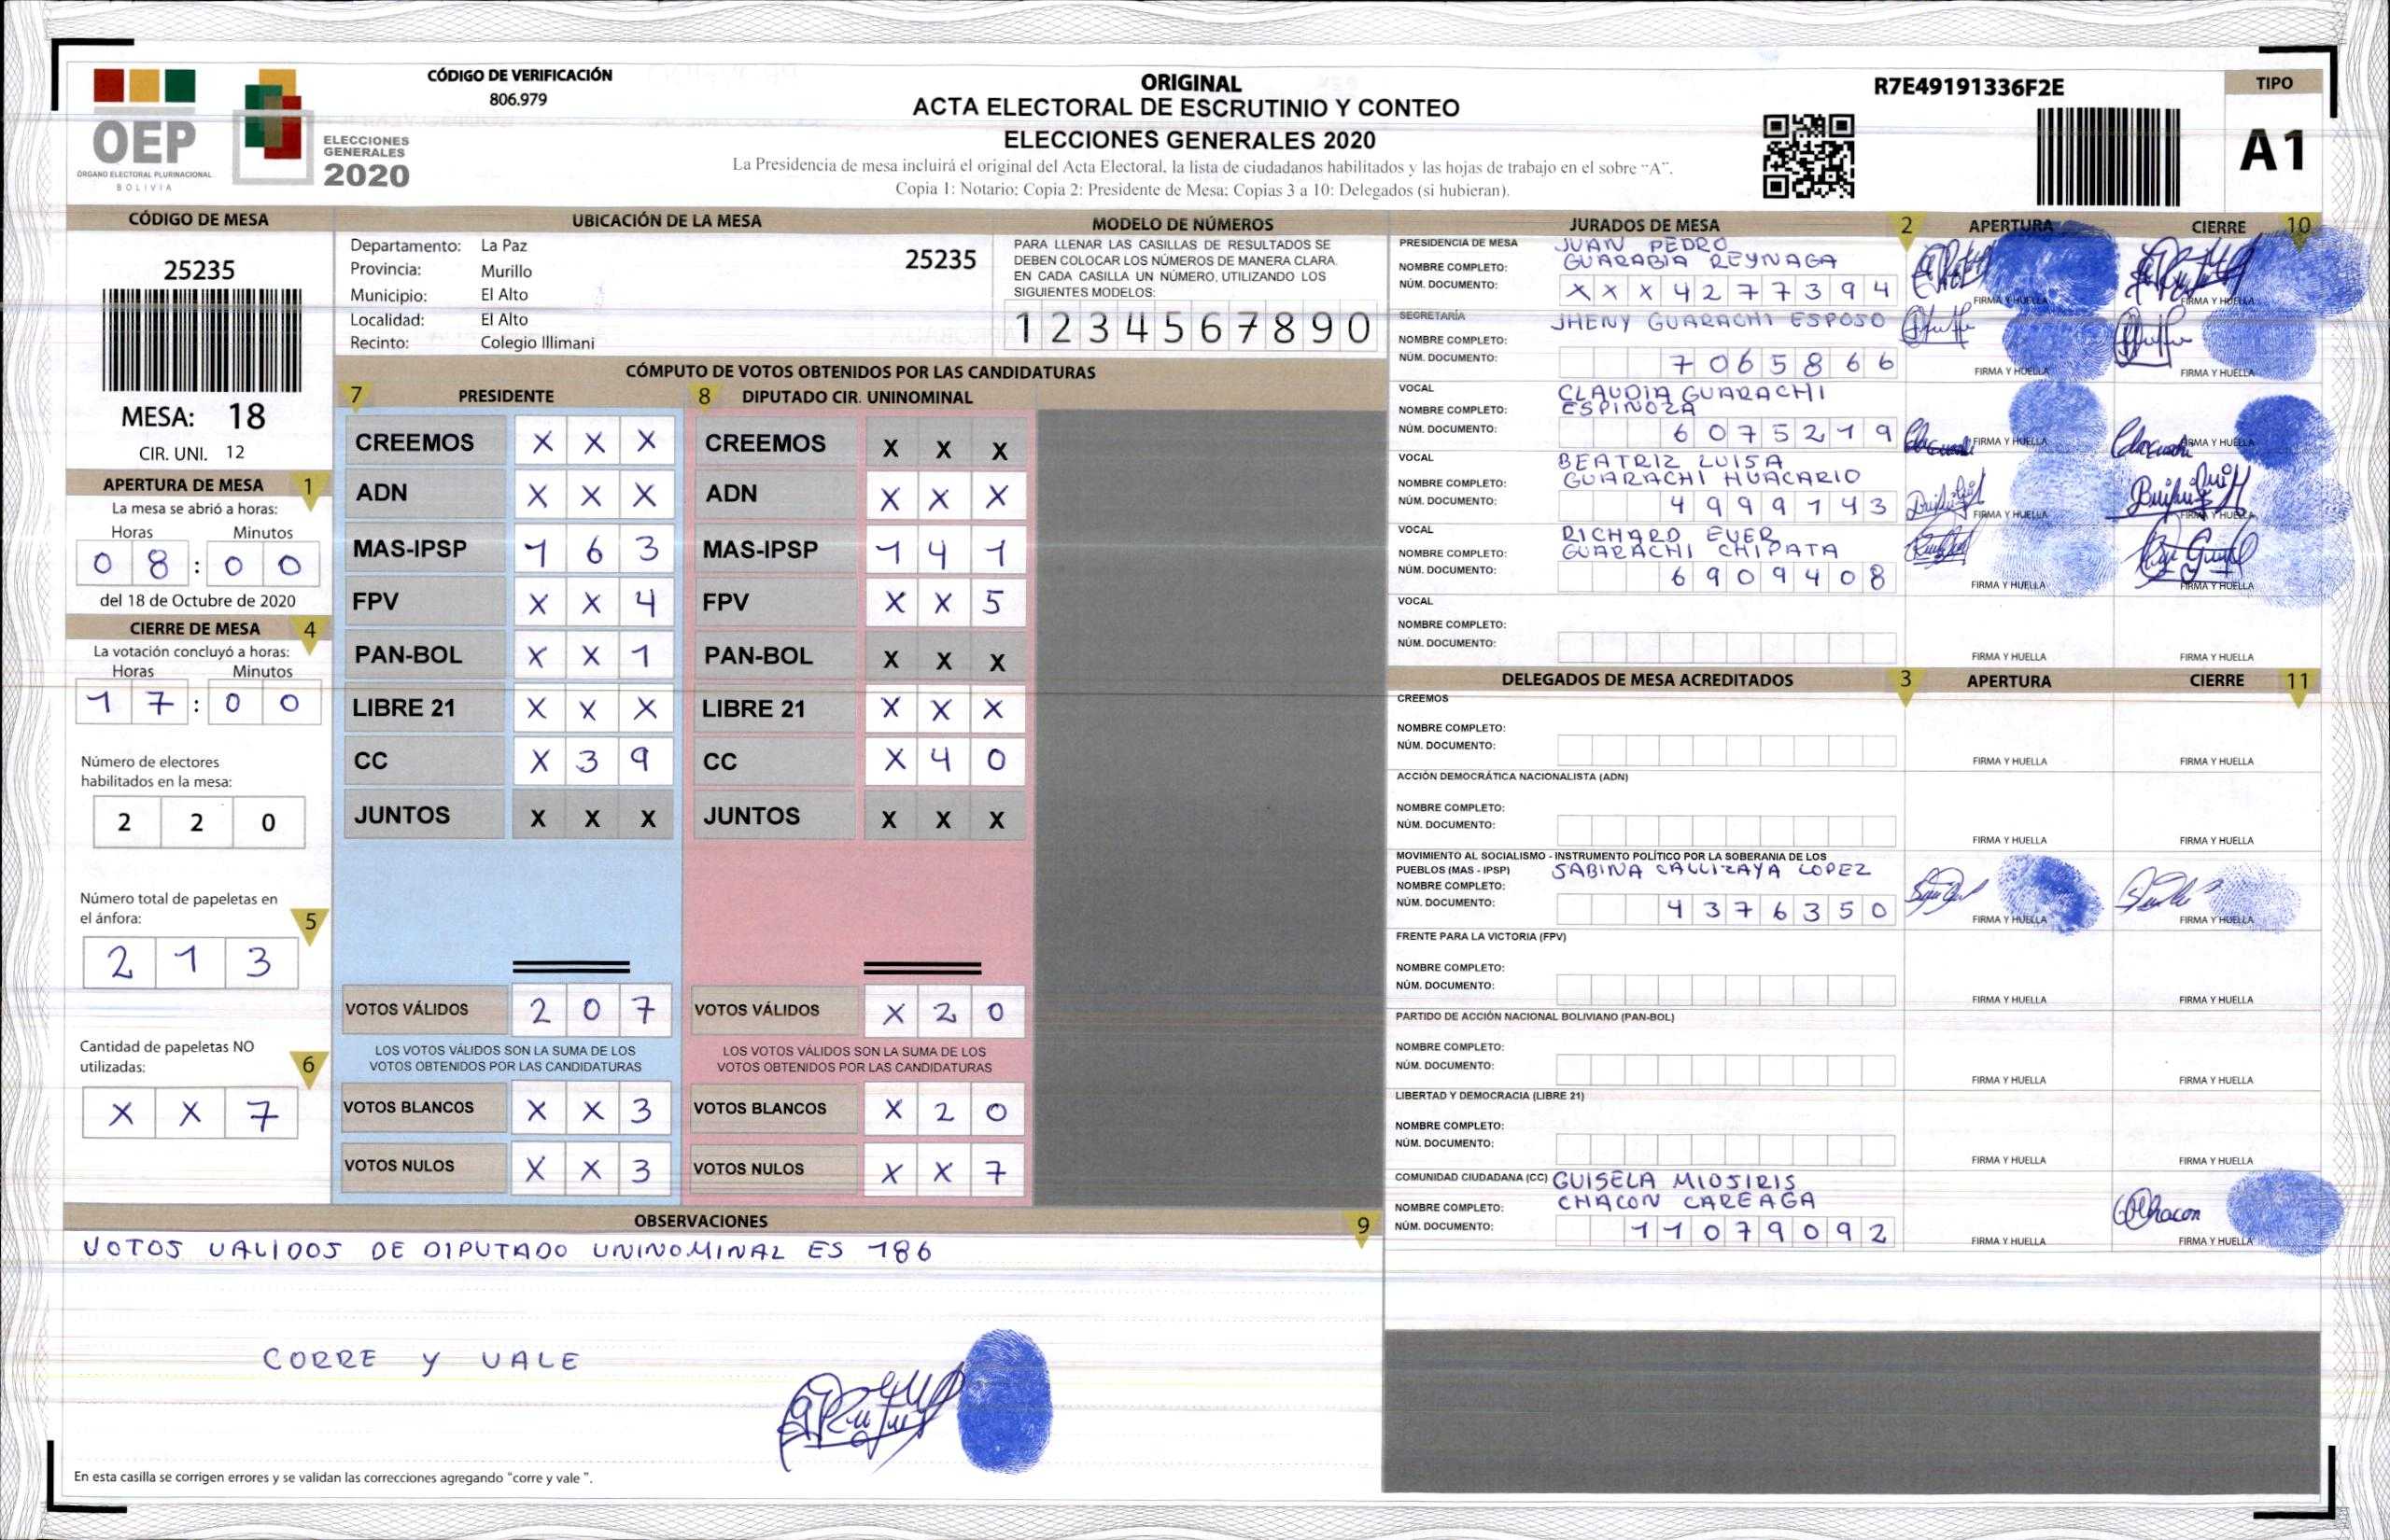 OEP
ÓRGANO ELECTORAL PLURINACIONAL
BOLIVIA
ELECCIONES
GENERALES
2020
CÓDIGO DE VERIFICACIÓN
806.979
ORIGINAL
ACTA ELECTORAL DE ESCRUTINIO Y CONTEO
ELECCIONES GENERALES 2020
La Presidencia de mesa incluirá el original del Acta Electoral, la lista de ciudadanos habilitados y las hojas de trabajo en el sobre "A".
Copia 1: Notario; Copia 2: Presidente de Mesa; Copias 3 a 10: Delegados (si hubieran).
R7E49191336F2E
TIPO
A1
CÓDIGO DE MESA
25235
MESA: 18
CIR. UNI. 12
APERTURA DE MESA 1
La mesa se abrió a horas:
Horas Minutos
0 8 : 0 0
del 18 de Octubre de 2020
CIERRE DE MESA 4
La votación concluyó a horas:
Horas Minutos
1 7 : 0 0
Número de electores
habilitados en la mesa:
2 2 0
Número total de papeletas en
el ánfora: 5
2 1 3
Cantidad de papeletas NO
utilizadas: 6
X X 7
UBICACIÓN DE LA MESA
Departamento: La Paz
Provincia: Murillo
Municipio: El Alto
Localidad: El Alto
Recinto: Colegio Illimani
25235
MODELO DE NÚMEROS
PARA LLENAR LAS CASILLAS DE RESULTADOS SE
DEBEN COLOCAR LOS NÚMEROS DE MANERA CLARA.
EN CADA CASILLA UN NÚMERO, UTILIZANDO LOS
SIGUIENTES MODELOS:
1 2 3 4 5 6 7 8 9 0
CÓMPUTO DE VOTOS OBTENIDOS POR LAS CANDIDATURAS
7 PRESIDENTE 8 DIPUTADO CIR. UNINOMINAL
CREEMOS X X X CREEMOS X X X
ADN X X X ADN X X X
MAS-IPSP 1 6 3 MAS-IPSP 1 4 1
FPV X X 4 FPV X X 5
PAN-BOL X X 1 PAN-BOL X X X
LIBRE 21 X X X LIBRE 21 X X X
CC X 3 9 CC X 4 0
JUNTOS X X X JUNTOS X X X
VOTOS VÁLIDOS 2 0 7 VOTOS VÁLIDOS X 2 0
LOS VOTOS VÁLIDOS SON LA SUMA DE LOS LOS VOTOS VÁLIDOS SON LA SUMA DE LOS
VOTOS OBTENIDOS POR LAS CANDIDATURAS VOTOS OBTENIDOS POR LAS CANDIDATURAS
VOTOS BLANCOS X X 3 VOTOS BLANCOS X 2 0
VOTOS NULOS X X 3 VOTOS NULOS X X 7
OBSERVACIONES 9
VOTOS VALIDOS DE DIPUTADO UNINOMINAL ES 186
CORRE Y VALE
En esta casilla se corrigen errores y se validan las correcciones agregando "corre y vale ".
JURADOS DE MESA 2 APERTURA CIERRE 10
PRESIDENCIA DE MESA JUAN PEDRO
NOMBRE COMPLETO: GUARABIA REYNAGA
NÚM. DOCUMENTO: X X X 4 2 7 7 3 9 4 FIRMA Y HUELLA FIRMA Y HUELLA
SECRETARÍA JHENY GUARACHI ESPOSO
NOMBRE COMPLETO:
NÚM. DOCUMENTO: 7 0 6 5 8 6 6 FIRMA Y HUELLA FIRMA Y HUELLA
VOCAL CLAUDIA GUARACHI
NOMBRE COMPLETO: ESPINOZA
NÚM. DOCUMENTO: 6 0 7 5 2 1 9 FIRMA Y HUELLA FIRMA Y HUELLA
VOCAL BEATRIZ LUISA
NOMBRE COMPLETO: GUARACHI HUACARIO
NÚM. DOCUMENTO: 4 9 9 9 1 4 3 FIRMA Y HUELLA FIRMA Y HUELLA
VOCAL RICHARD EVER
NOMBRE COMPLETO: GUARACHI CHIPATA
NÚM. DOCUMENTO: 6 9 0 9 4 0 8 FIRMA Y HUELLA FIRMA Y HUELLA
VOCAL
NOMBRE COMPLETO:
NÚM. DOCUMENTO: FIRMA Y HUELLA FIRMA Y HUELLA
DELEGADOS DE MESA ACREDITADOS 3 APERTURA CIERRE 11
CREEMOS
NOMBRE COMPLETO:
NÚM. DOCUMENTO: FIRMA Y HUELLA FIRMA Y HUELLA
ACCIÓN DEMOCRÁTICA NACIONALISTA (ADN)
NOMBRE COMPLETO:
NÚM. DOCUMENTO: FIRMA Y HUELLA FIRMA Y HUELLA
MOVIMIENTO AL SOCIALISMO - INSTRUMENTO POLÍTICO POR LA SOBERANIA DE LOS
PUEBLOS (MAS - IPSP) SABINA CALLIZAYA LOPEZ
NOMBRE COMPLETO:
NÚM. DOCUMENTO: 4 3 7 6 3 5 0 FIRMA Y HUELLA FIRMA Y HUELLA
FRENTE PARA LA VICTORIA (FPV)
NOMBRE COMPLETO:
NÚM. DOCUMENTO: FIRMA Y HUELLA FIRMA Y HUELLA
PARTIDO DE ACCIÓN NACIONAL BOLIVIANO (PAN-BOL)
NOMBRE COMPLETO:
NÚM. DOCUMENTO: FIRMA Y HUELLA FIRMA Y HUELLA
LIBERTAD Y DEMOCRACIA (LIBRE 21)
NOMBRE COMPLETO:
NÚM. DOCUMENTO: FIRMA Y HUELLA FIRMA Y HUELLA
COMUNIDAD CIUDADANA (CC) GUISELA MIOSIRIS
NOMBRE COMPLETO: CHACON CAREAGA
NÚM. DOCUMENTO: 1 1 0 7 9 0 9 2 FIRMA Y HUELLA FIRMA Y HUELLA